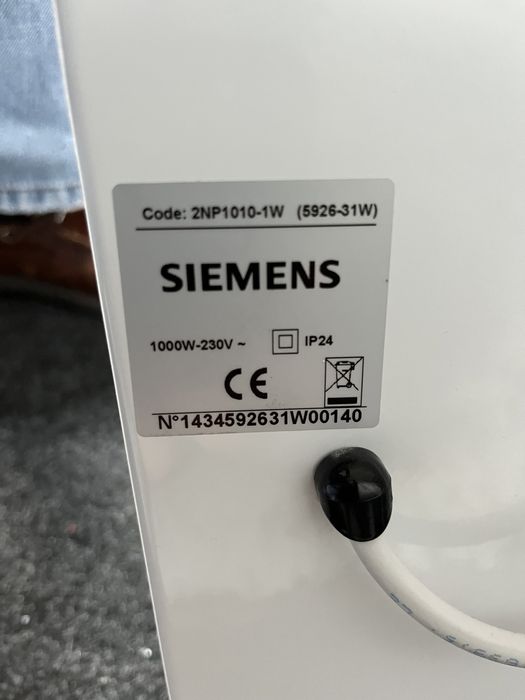 Code: 2NP1010-1W (5926-31W)
SIEMENS
1000W-230V ~ IP24
CE
N°1434592631W00140